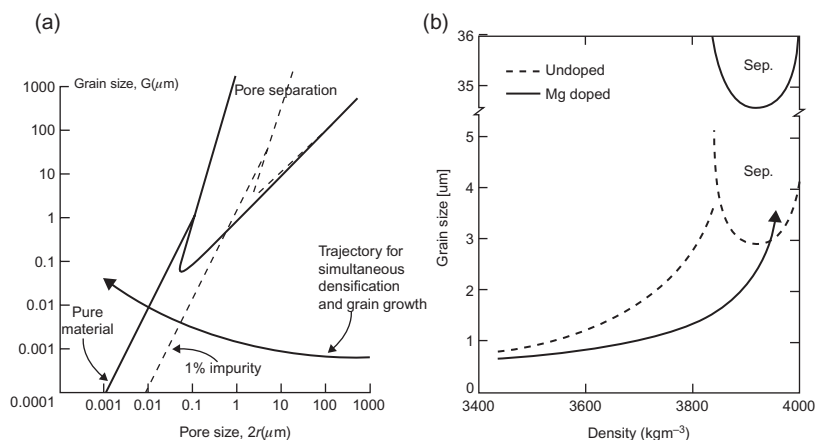 (a)
Grain size, G(μm)
1000
100
10
1
0.1
0.01
0.001
0.0001
Pore separation
Trajectory for
simultaneous
densification
and grain growth
Pure
material
1% impurity
0.001
0.01
0.1
1
10
100
1000
Pore size, 2r(μm)
(b)
36
35
5
4
3
2
1
0
Grain size [um]
Undoped
Mg doped
Sep.
Sep.
3400
3600
3800
4000
Density (kgm⁻³)